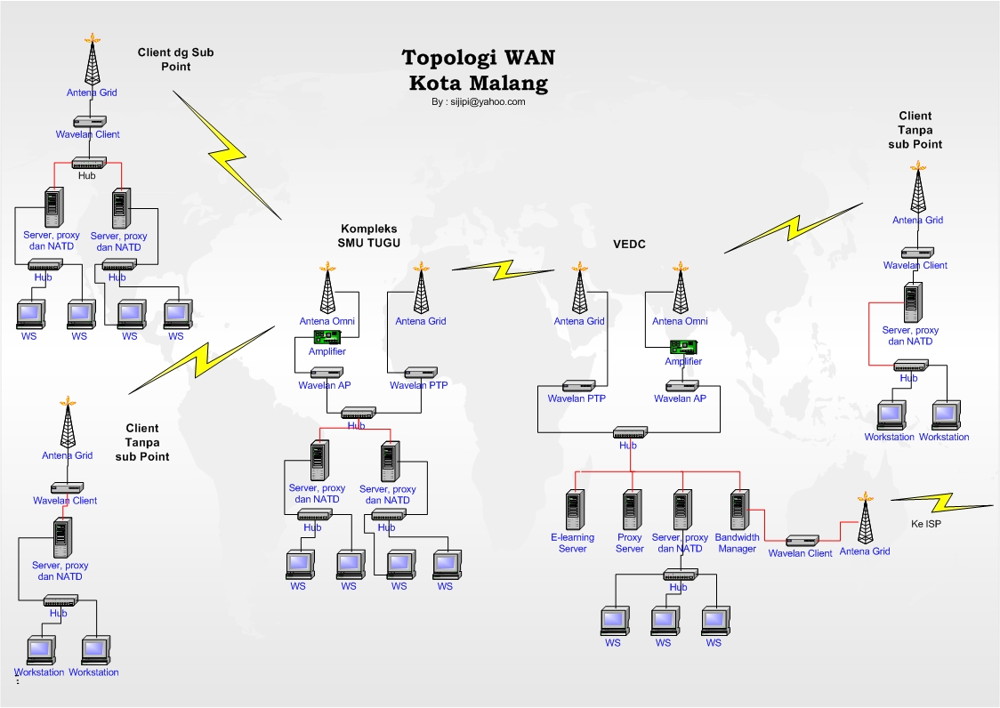 Topologi WAN
Kota Malang
By : sijipi@yahoo.com
Client dg Sub
Point
Antena Grid
Wavelan Client
Hub
Server, proxy
dan NATD
Server, proxy
dan NATD
Hub
Hub
WS
WS
WS
WS
Client
Tanpa
sub Point
Antena Grid
Wavelan Client
Server, proxy
dan NATD
Hub
Workstation
Workstation
Kompleks
SMU TUGU
Antena Omni
Antena Grid
Amplifier
Wavelan AP
Wavelan PTP
Hub
Server, proxy
dan NATD
Server, proxy
dan NATD
Hub
Hub
WS
WS
WS
WS
VEDC
Antena Grid
Antena Omni
Amplifier
Wavelan PTP
Wavelan AP
Hub
E-learning
Server
Proxy
Server
Server, proxy
dan NATD
Bandwidth
Manager
Wavelan Client
Antena Grid
Ke ISP
Hub
WS
WS
WS
Client
Tanpa
sub Point
Antena Grid
Wavelan Client
Server, proxy
dan NATD
Hub
Workstation
Workstation